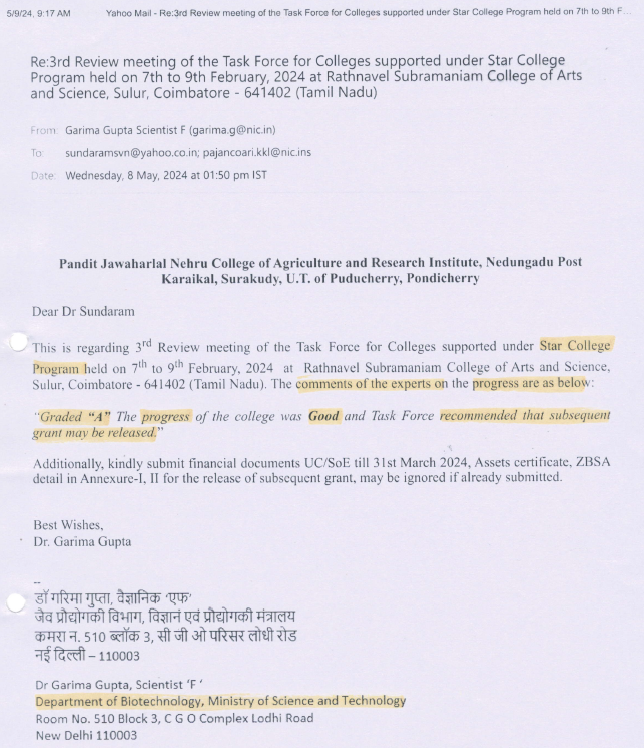 5/9/24, 9:17 AM Yahoo Mail - Re:3rd Review meeting of the Task Force for Colleges supported under Star College Program held on 7th to 9th F...
Re:3rd Review meeting of the Task Force for Colleges supported under Star College
Program held on 7th to 9th February, 2024 at Rathnavel Subramaniam College of Arts
and Science, Sulur, Coimbatore - 641402 (Tamil Nadu)
From: Garima Gupta Scientist F (garima.g@nic.in)
To: sundaramsvn@yahoo.co.in; pajancoari.kkl@nic.ins
Date: Wednesday, 8 May, 2024 at 01:50 pm IST
Pandit Jawaharlal Nehru College of Agriculture and Research Institute, Nedungadu Post
Karaikal, Surakudy, U.T. of Puducherry, Pondicherry
Dear Dr Sundaram
This is regarding 3rd Review meeting of the Task Force for Colleges supported under Star College
Program held on 7th to 9th February, 2024 at Rathnavel Subramaniam College of Arts and Science,
Sulur, Coimbatore - 641402 (Tamil Nadu). The comments of the experts on the progress are as below:
"Graded "A" The progress of the college was Good and Task Force recommended that subsequent
grant may be released."
Additionally, kindly submit financial documents UC/SoE till 31st March 2024, Assets certificate, ZBSA
detail in Annexure-I, II for the release of subsequent grant, may be ignored if already submitted.
Best Wishes,
Dr. Garima Gupta
--
डॉ गरिमा गुप्ता, वैज्ञानिक 'एफ'
जैव प्रौद्योगकी विभाग, विज्ञानं एवं प्रौद्योगकी मंत्रालय
कमरा न. 510 ब्लॉक 3, सी जी ओ परिसर लोधी रोड
नई दिल्ली – 110003
Dr Garima Gupta, Scientist 'F '
Department of Biotechnology, Ministry of Science and Technology
Room No. 510 Block 3, C G O Complex Lodhi Road
New Delhi 110003